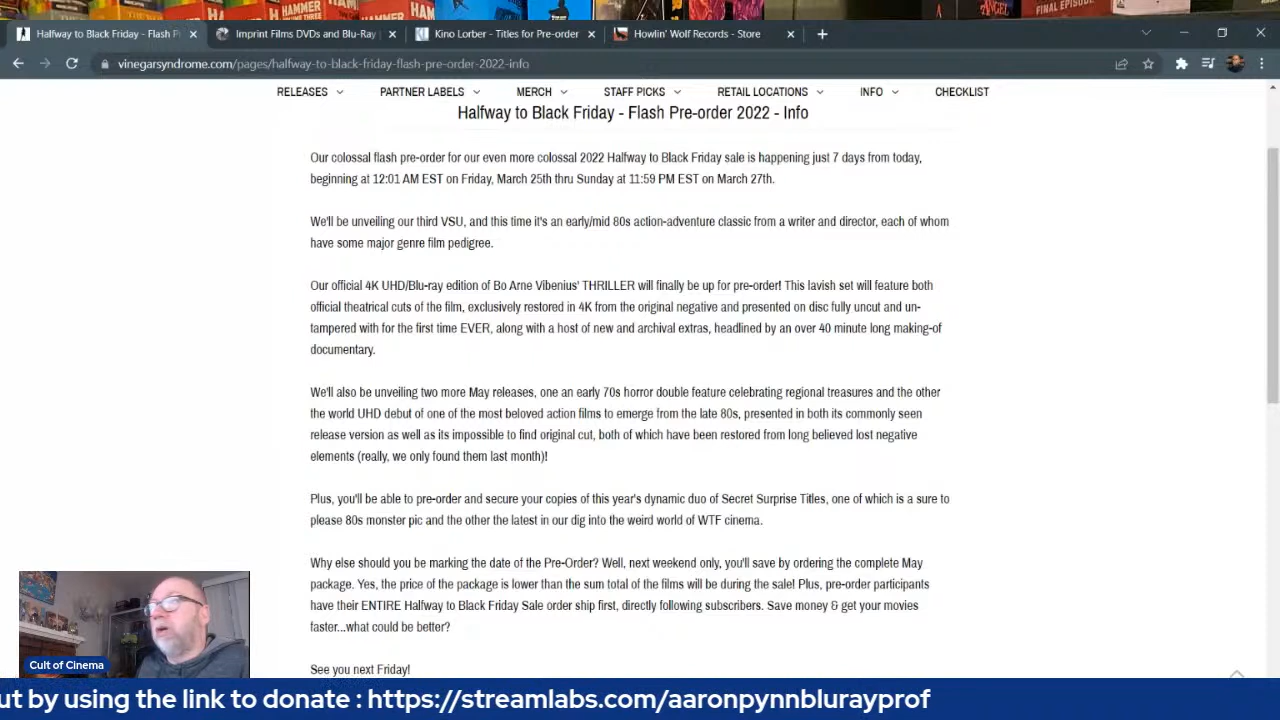 HAMMER
HAMMER
HAMMER
ANGEL
FINAL EPISODE
Halfway to Black Friday - Flash P
Imprint Films DVDs and Blu-Ray
Kino Lorber - Titles for Pre-order
Howlin' Wolf Records - Store
vinegarsyndrome.com/pages/halfway-to-black-friday-flash-pre-order-2022-info
RELEASES PARTNER LABELS MERCH STAFF PICKS RETAIL LOCATIONS INFO CHECKLIST
Halfway to Black Friday - Flash Pre-order 2022 - Info
Our colossal flash pre-order for our even more colossal 2022 Halfway to Black Friday sale is happening just 7 days from today,
beginning at 12:01 AM EST on Friday, March 25th thru Sunday at 11:59 PM EST on March 27th.
We'll be unveiling our third VSU, and this time it's an early/mid 80s action-adventure classic from a writer and director, each of whom
have some major genre film pedigree.
Our official 4K UHD/Blu-ray edition of Bo Arne Vibenius' THRILLER will finally be up for pre-order! This lavish set will feature both
official theatrical cuts of the film, exclusively restored in 4K from the original negative and presented on disc fully uncut and un-
tampered with for the first time EVER, along with a host of new and archival extras, headlined by an over 40 minute long making-of
documentary.
We'll also be unveiling two more May releases, one an early 70s horror double feature celebrating regional treasures and the other
the world UHD debut of one of the most beloved action films to emerge from the late 80s, presented in both its commonly seen
release version as well as its impossible to find original cut, both of which have been restored from long believed lost negative
elements (really, we only found them last month)!
Plus, you'll be able to pre-order and secure your copies of this year's dynamic duo of Secret Surprise Titles, one of which is a sure to
please 80s monster pic and the other the latest in our dig into the weird world of WTF cinema.
Why else should you be marking the date of the Pre-Order? Well, next weekend only, you'll save by ordering the complete May
package. Yes, the price of the package is lower than the sum total of the films will be during the sale! Plus, pre-order participants
have their ENTIRE Halfway to Black Friday Sale order ship first, directly following subscribers. Save money & get your movies
faster...what could be better?
See you next Friday!
Cult of Cinema
ut by using the link to donate : https://streamlabs.com/aaronpynnblurayprof